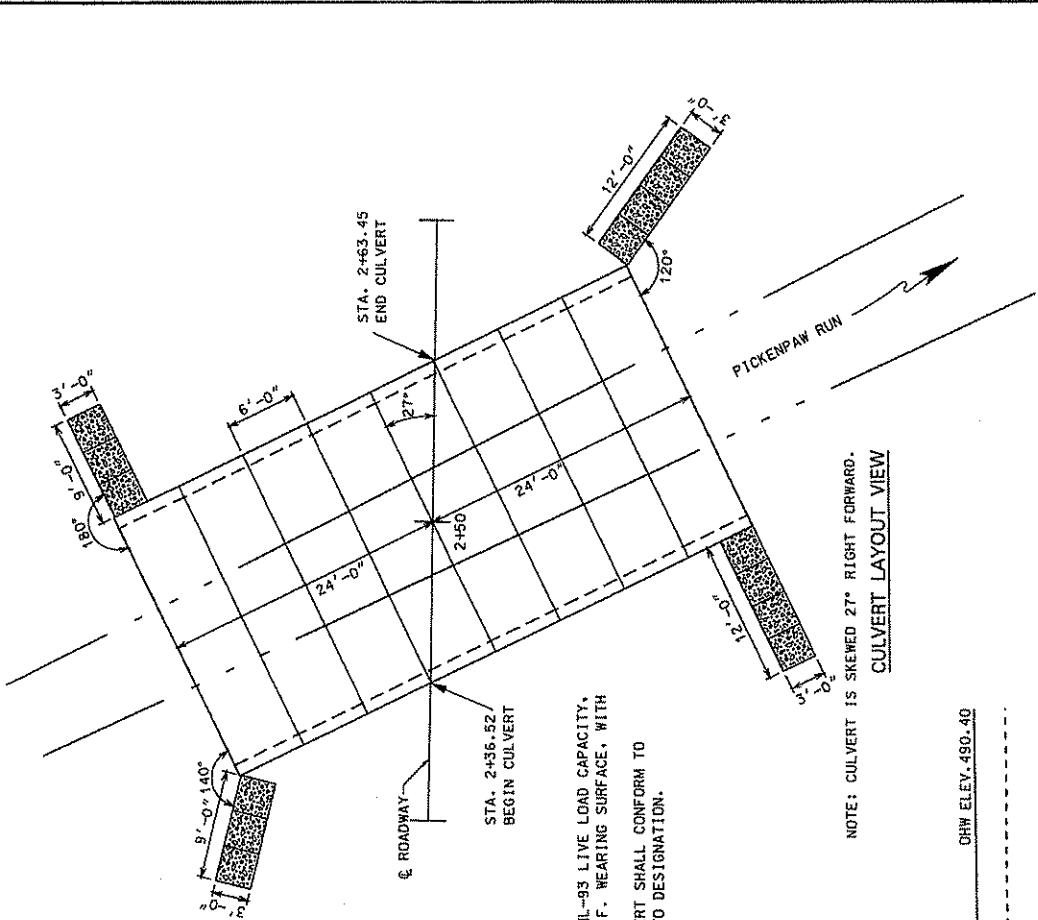 3'-0"
9'-0"
180°
6'-0"
STA. 2+63.45
END CULVERT
12'-0"
3'-0"
27°
120°
24'-0"
2+50
24'-0"
PICKENPAW RUN
140°
9'-0"
3'-0"
℄ ROADWAY
STA. 2+36.52
BEGIN CULVERT
12'-0"
3'-0"
L-93 LIVE LOAD CAPACITY,
F. WEARING SURFACE, WITH
RT SHALL CONFORM TO
TO DESIGNATION.
NOTE: CULVERT IS SKEWED 27° RIGHT FORWARD.
CULVERT LAYOUT VIEW
OHW ELEV.490.40